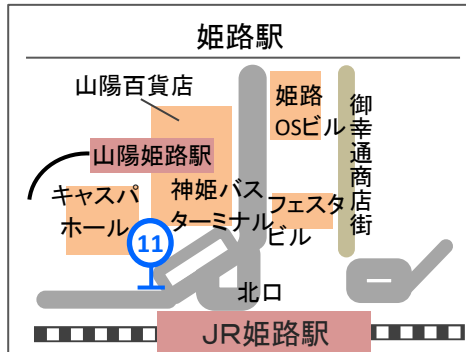 姫路駅
山陽百貨店
姫路
OSビル
御幸通商店街
山陽姫路駅
キャスパ
ホール
神姫バス
ターミナル
フェスタ
ビル
11
北口
JR姫路駅